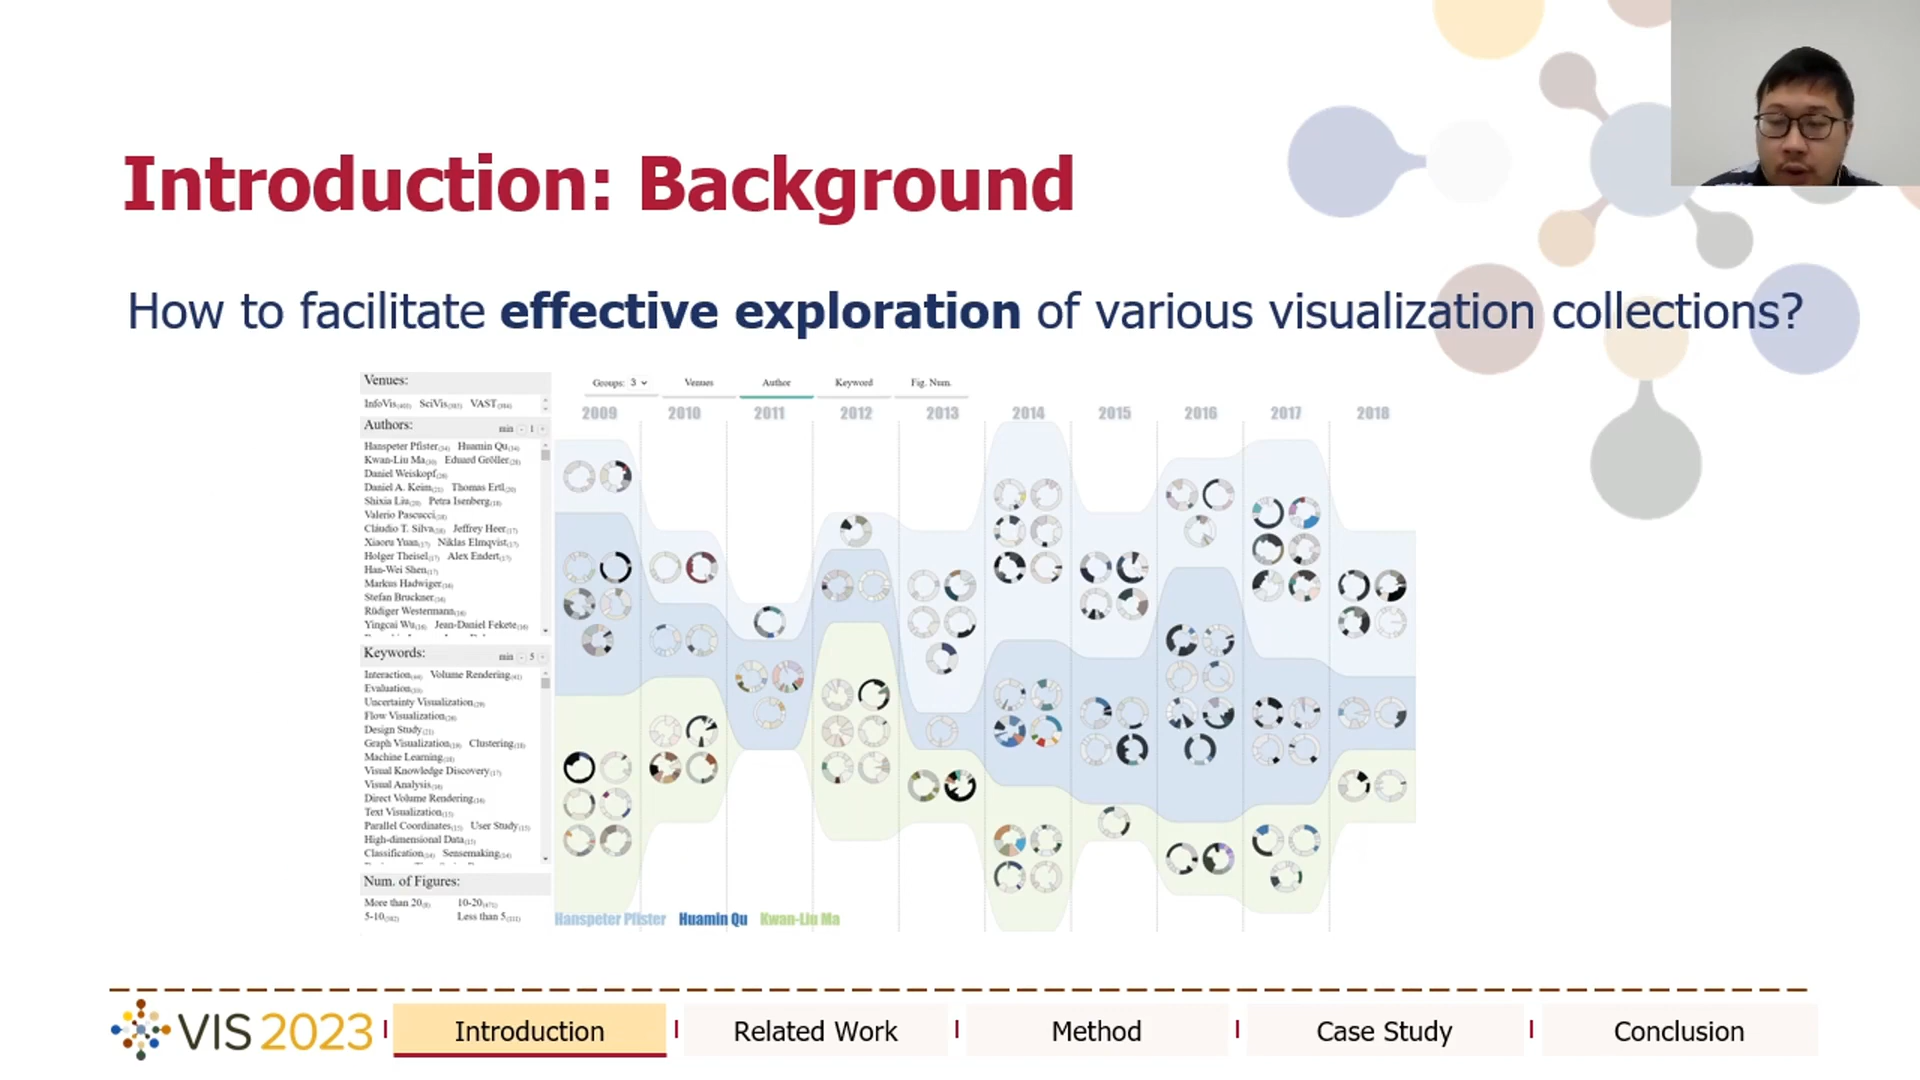 Introduction: Background
How to facilitate effective exploration of various visualization collections?
Venues:
InfoVis(403) SciVis(383) VAST(384)
Authors: min - 1 +
Hanspeter Pfister(34) Huamin Qu(34)
Kwan-Liu Ma(30) Eduard Gröller(28)
Daniel Weiskopf
Daniel A. Keim(21) Thomas Ertl(20)
Shixia Liu(20) Petra Isenberg(18)
Valerio Pascucci(18)
Cláudio T. Silva(18) Jeffrey Heer(17)
Xiaoru Yuan(17) Niklas Elmqvist(17)
Holger Theisel(17) Alex Endert(17)
Han-Wei Shen(17)
Markus Hadwiger(16)
Stefan Bruckner(16)
Rüdiger Westermann(16)
Yingcai Wu(16) Jean-Daniel Fekete(16)
Keywords: min - 5 +
Interaction(44) Volume Rendering(41)
Evaluation
Uncertainty Visualization(29)
Flow Visualization(28)
Design Study(21)
Graph Visualization(19) Clustering(18)
Machine Learning(18)
Visual Knowledge Discovery(17)
Visual Analysis(16)
Direct Volume Rendering(16)
Text Visualization(15)
Parallel Coordinates(15) User Study(15)
High-dimensional Data(15)
Classification(14) Sensemaking(14)
Num. of Figures:
More than 20 10-20(471)
5-10 Less than 5
Groups: 3 Venues Author Keyword Fig. Num.
2009 2010 2011 2012 2013 2014 2015 2016 2017 2018
Hanspeter Pfister Huamin Qu Kwan-Liu Ma
VIS 2023
Introduction
Related Work
Method
Case Study
Conclusion